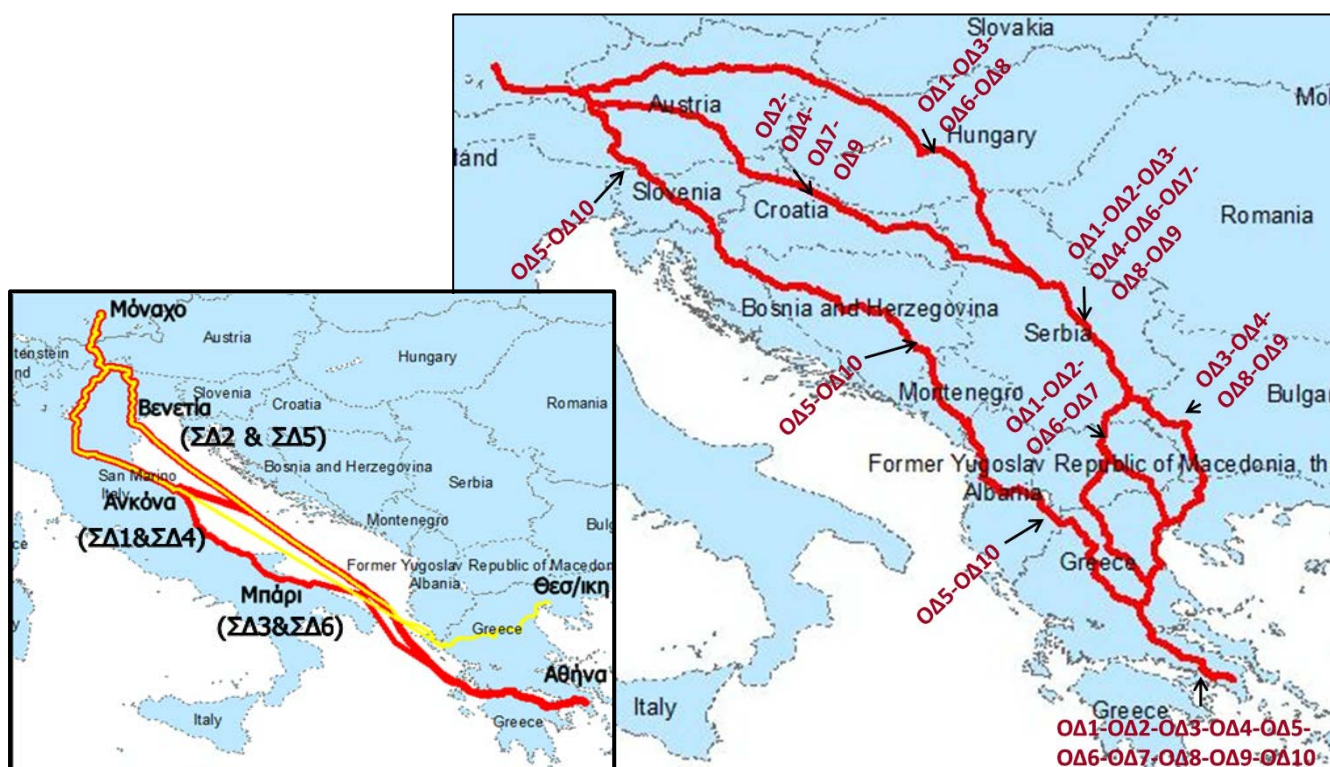 Slovakia
Austria
Hungary
Slovenia
Croatia
Romania
Bosnia and Herzegovina
Serbia
Montenegro
Former Yugoslav Republic of Macedonia, th
Albania
Greece
Italy
Greece
ΟΔ1-ΟΔ3-
ΟΔ6-ΟΔ8
ΟΔ2-
ΟΔ4-
ΟΔ7-
ΟΔ9
ΟΔ5-ΟΔ10
ΟΔ1-ΟΔ2-ΟΔ3-
ΟΔ4-ΟΔ6-ΟΔ7-
ΟΔ8-ΟΔ9
ΟΔ3-ΟΔ4-
ΟΔ8-ΟΔ9
ΟΔ5-ΟΔ10
ΟΔ1-ΟΔ2-
ΟΔ6-ΟΔ7
ΟΔ5-ΟΔ10
ΟΔ1-ΟΔ2-ΟΔ3-ΟΔ4-ΟΔ5-
ΟΔ6-ΟΔ7-ΟΔ8-ΟΔ9-ΟΔ10
Μόναχο
Austria
Hungary
Slovenia
Croatia
Romania
Βενετία
(ΣΔ2 & ΣΔ5)
Bosnia and Herzegovina
San Marino
Italy
Serbia
Ανκόνα
(ΣΔ1&ΣΔ4)
Montenegro
Former Yugoslav Republic of Macedon
Albania
Μπάρι
(ΣΔ3&ΣΔ6)
Θεσ/ικη
Greece
Αθήνα
Italy
Greece